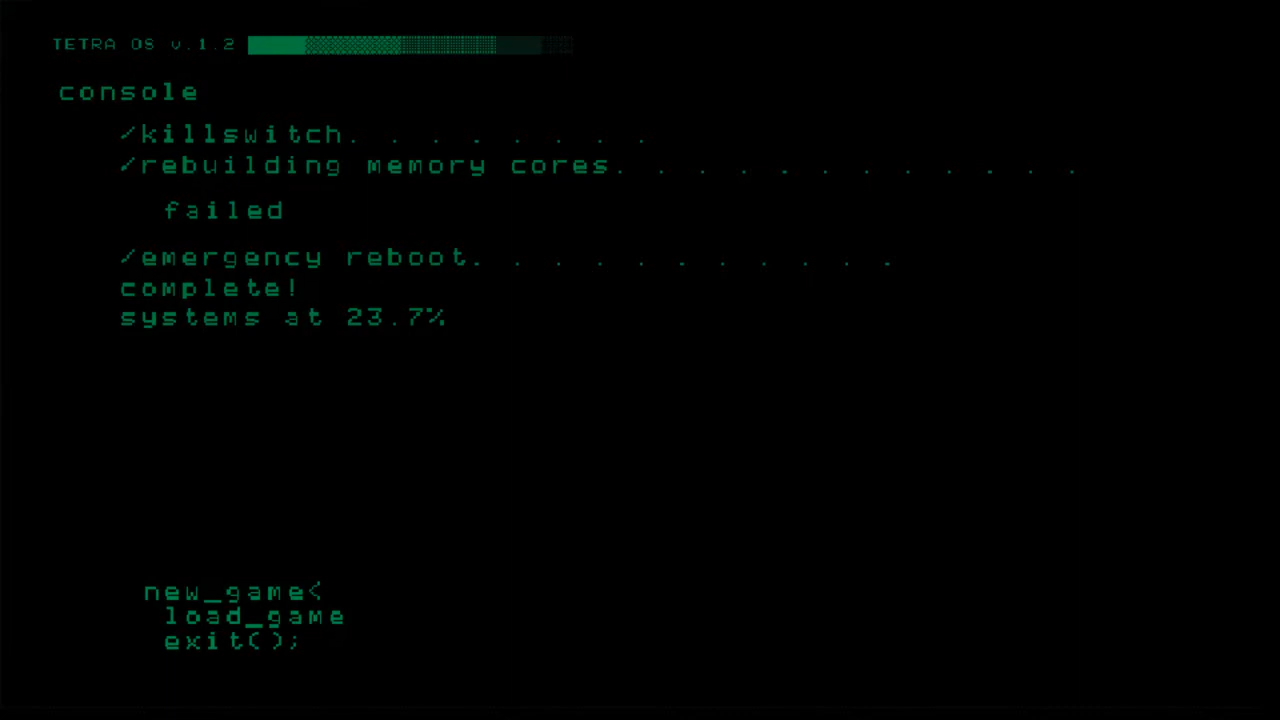 TETRA OS v.1.2
console
/killswitch. . . . . . . .
/rebuilding memory cores. . . . . . . . . . . .
failed
/emergency reboot. . . . . . . . . . .
complete!
systems at 23.7%
new_game<
load_game
exit();